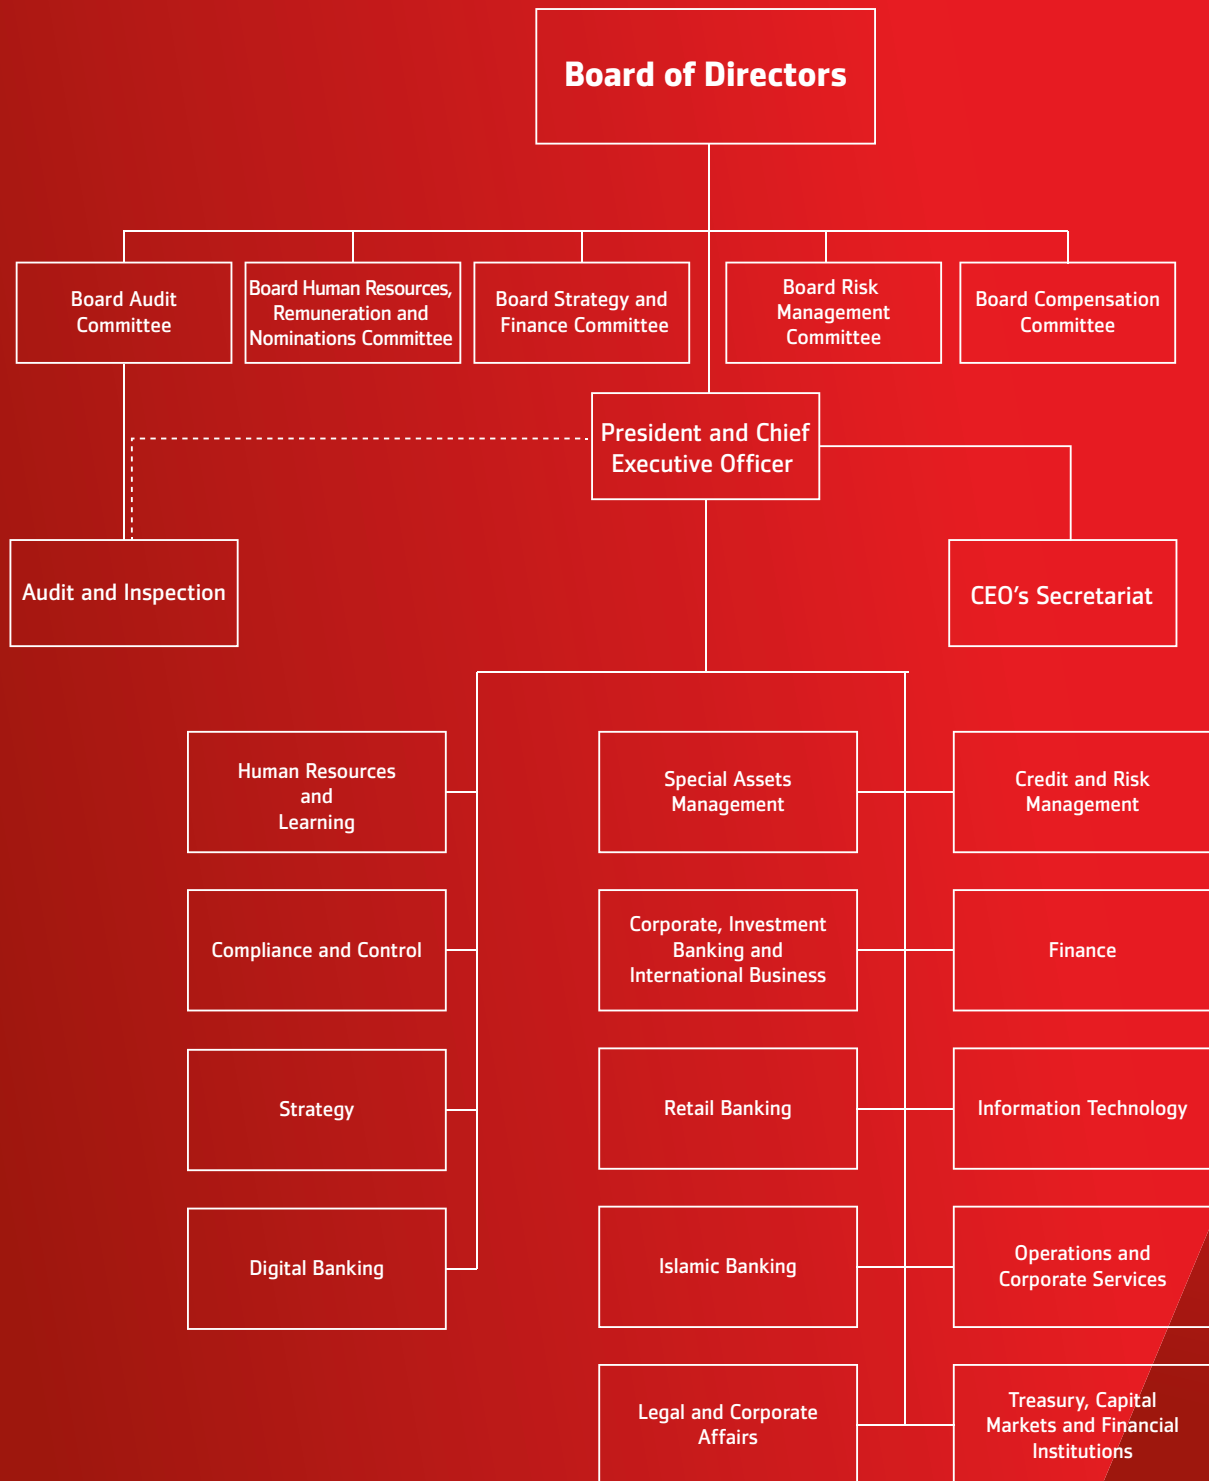 Board of Directors
Board Audit
Committee
Board Human Resources,
Remuneration and
Nominations Committee
Board Strategy and
Finance Committee
Board Risk
Management
Committee
Board Compensation
Committee
President and Chief
Executive Officer
Audit and Inspection
CEO’s Secretariat
Human Resources
and
Learning
Special Assets
Management
Credit and Risk
Management
Compliance and Control
Corporate, Investment
Banking and
International Business
Finance
Strategy
Retail Banking
Information Technology
Digital Banking
Islamic Banking
Operations and
Corporate Services
Legal and Corporate
Affairs
Treasury, Capital
Markets and Financial
Institutions